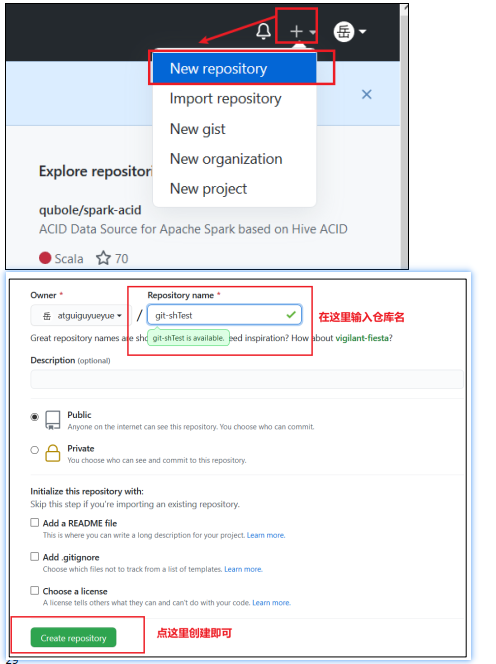 岳
New repository
Import repository
New gist
New organization
New project
Explore repositori
qubole/spark-acid
ACID Data Source for Apache Spark based on Hive ACID
Scala 70
Owner * Repository name *
岳 atguiguyueyue / git-shTest
在这里输入仓库名
git-shTest is available.
Great repository names are sho eed inspiration? How about vigilant-fiesta?
Description (optional)
Public
Anyone on the internet can see this repository. You choose who can commit.
Private
You choose who can see and commit to this repository.
Initialize this repository with:
Skip this step if you're importing an existing repository.
Add a README file
This is where you can write a long description for your project. Learn more.
Add .gitignore
Choose which files not to track from a list of templates. Learn more.
Choose a license
A license tells others what they can and can't do with your code. Learn more.
Create repository
点这里创建即可